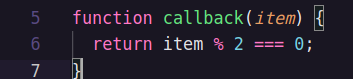 5 function callback(item) {
6   return item % 2 === 0;
7 }